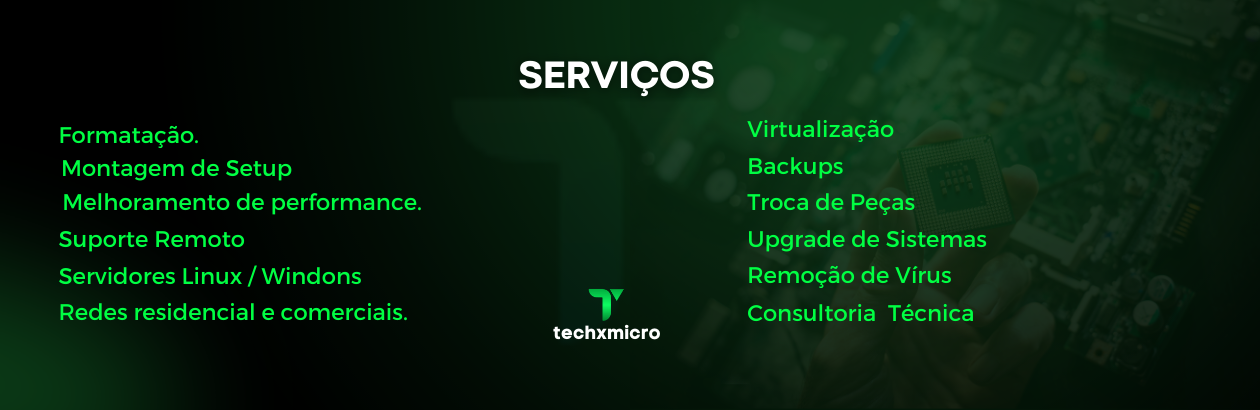 SERVIÇOS
Formatação.
Montagem de Setup
Melhoramento de performance.
Suporte Remoto
Servidores Linux / Windons
Redes residencial e comerciais.
Virtualização
Backups
Troca de Peças
Upgrade de Sistemas
Remoção de Vírus
Consultoria  Técnica
techxmicro